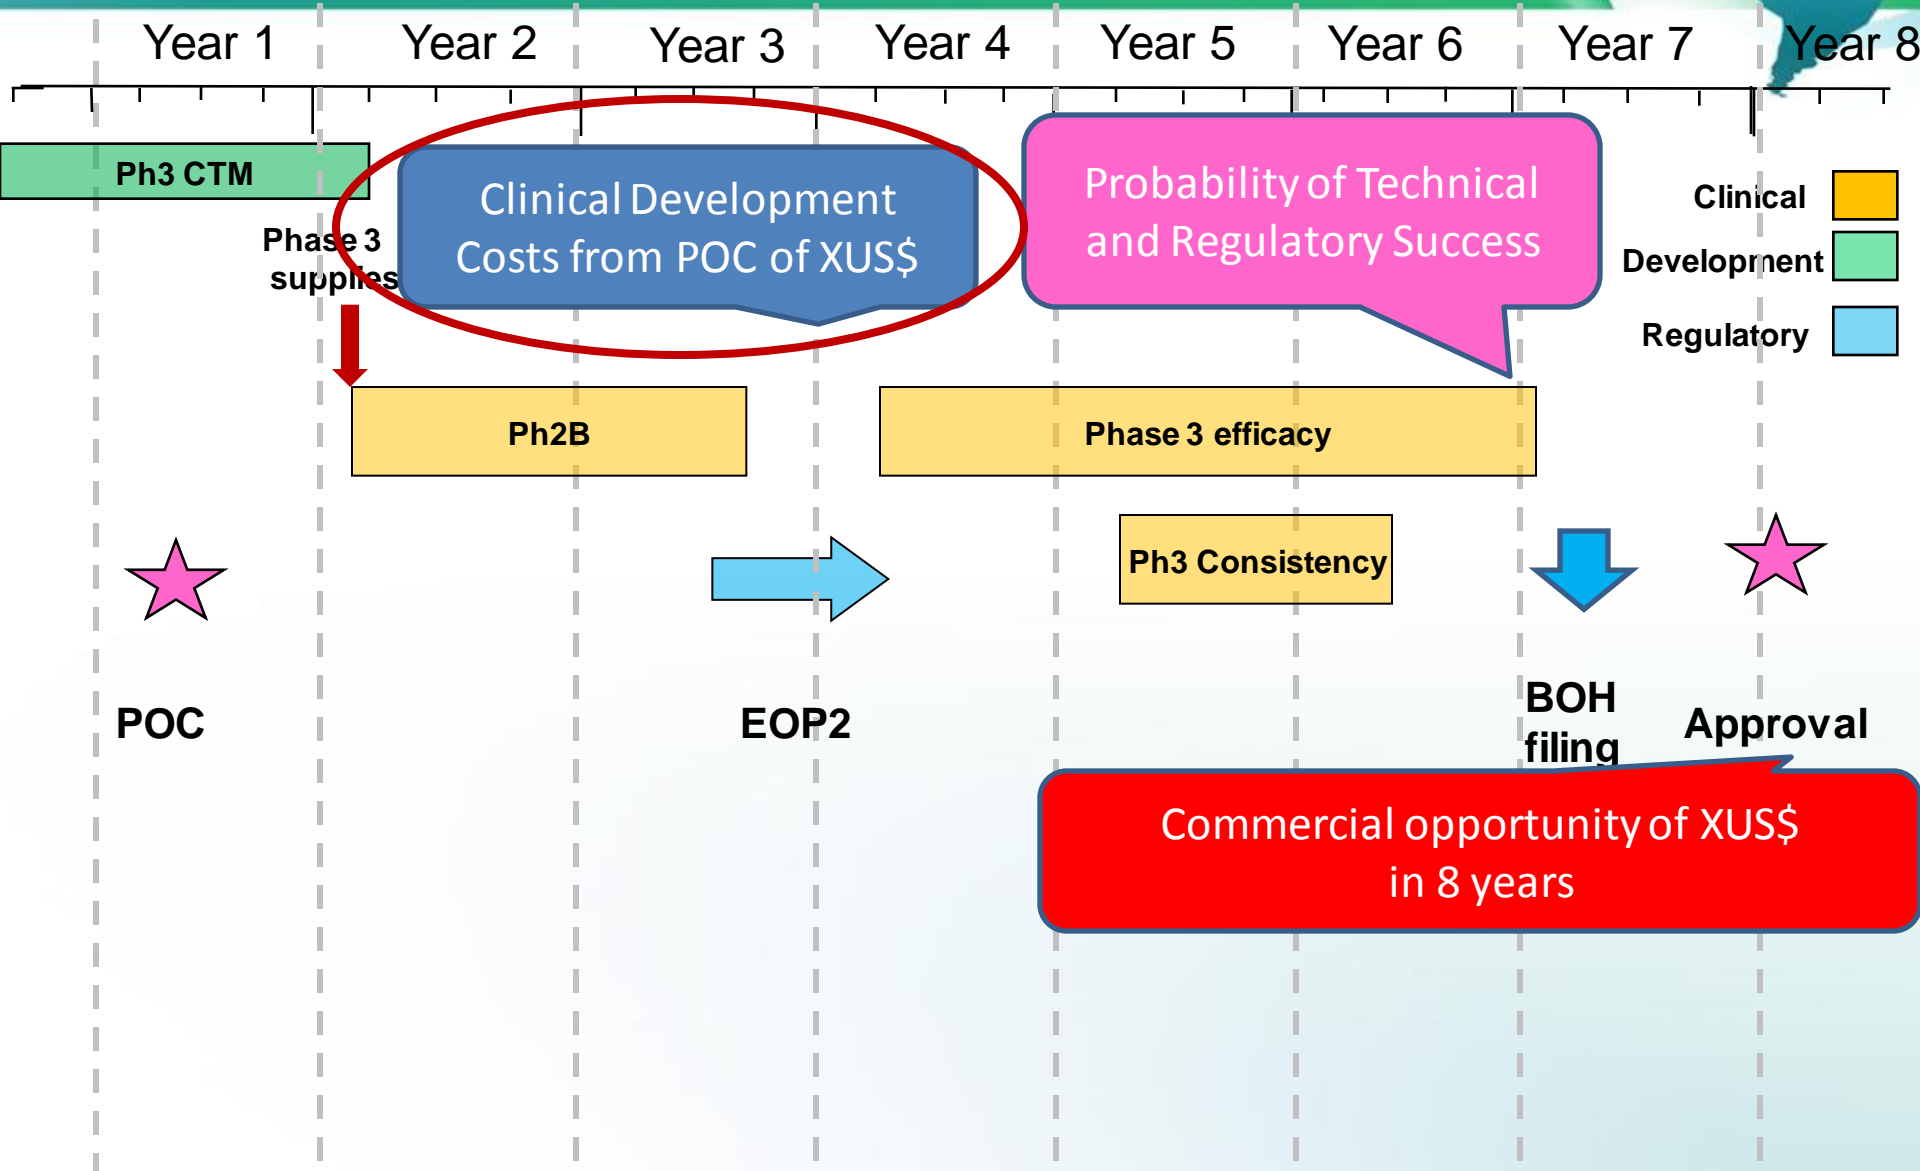 Year 1
Year 2
Year 3
Year 4
Year 5
Year 6
Year 7
Year 8
Ph3 CTM
Phase 3
supplies
Clinical Development
Costs from POC of XUS$
Probability of Technical
and Regulatory Success
Clinical
Development
Regulatory
Ph2B
Phase 3 efficacy
Ph3 Consistency
POC
EOP2
BOH
filing
Approval
Commercial opportunity of XUS$
in 8 years